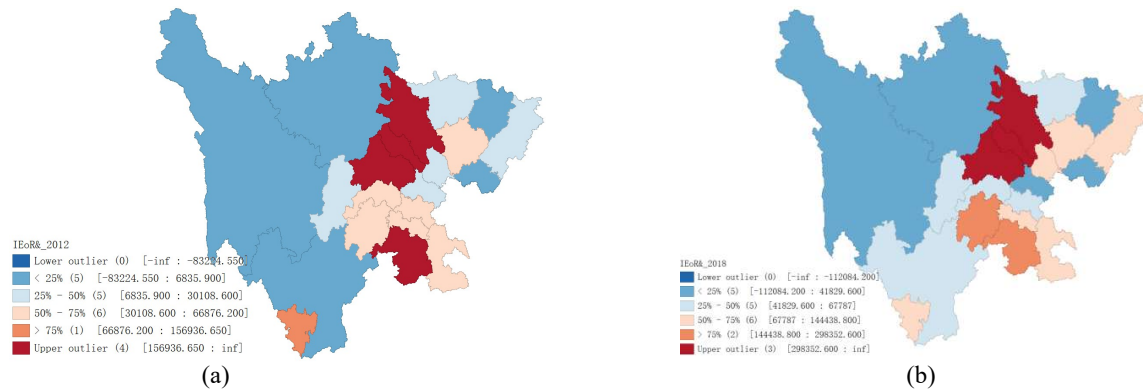 IEoR&_2012
Lower outlier (0) [-inf : -83224.550]
< 25% (5) [-83224.550 : 6835.900]
25% - 50% (5) [6835.900 : 30108.600]
50% - 75% (6) [30108.600 : 66876.200]
> 75% (1) [66876.200 : 156936.650]
Upper outlier (4) [156936.650 : inf]
(a)
IEoR&_2018
Lower outlier (0) [-inf : -112084.200]
< 25% (5) [-112084.200 : 41829.600]
25% - 50% (5) [41829.600 : 67787]
50% - 75% (6) [67787 : 144438.800]
> 75% (2) [144438.800 : 298352.600]
Upper outlier (3) [298352.600 : inf]
(b)